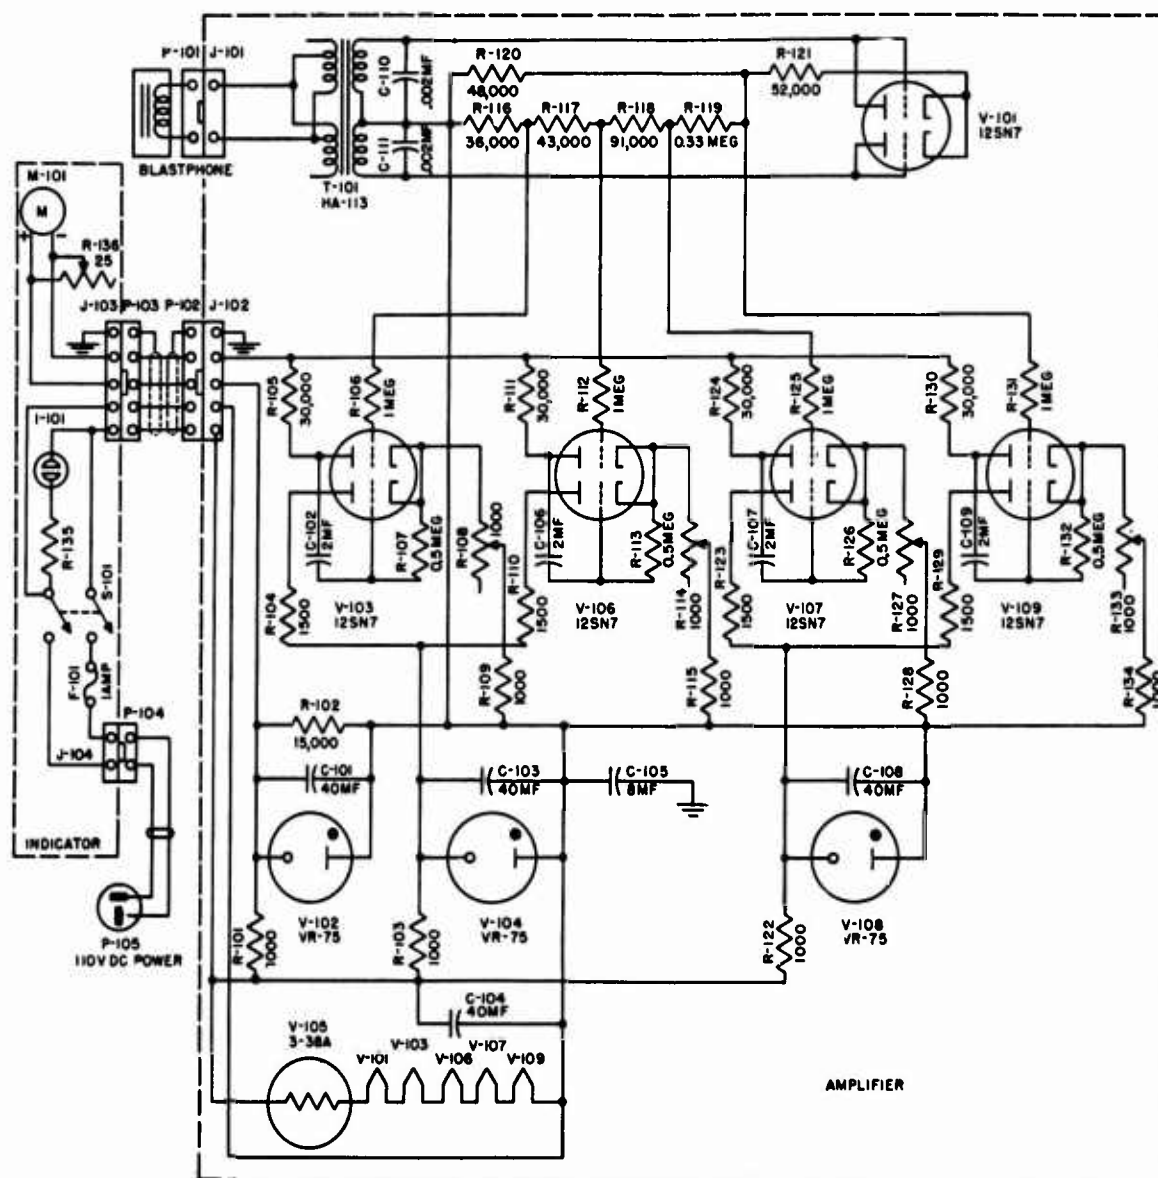 P-101 J-101
BLASTPHONE
T-101
HA-113
C-110
.002MF
C-111
.002MF
R-120
48,000
R-116
36,000
R-117
43,000
R-118
91,000
R-119
0.33 MEG
R-121
52,000
V-101
12SN7
M-101
M
+ -
R-136
25
J-103 P-103 P-102 J-102
I-101
R-135
S-101
F-101
1AMP
P-104
J-104
INDICATOR
P-105
110V DC POWER
R-105
30,000
R-106
1 MEG
C-102
2MF
R-107
0.5MEG
R-108
1000
R-104
1500
V-103
12SN7
R-109
1000
R-111
30,000
R-112
1 MEG
C-106
2MF
R-113
0.5MEG
R-110
1500
V-106
12SN7
R-114
1000
R-115
1000
R-124
30,000
R-125
1 MEG
C-107
2MF
R-126
0.5MEG
R-123
1500
V-107
12SN7
R-127
1000
R-128
1000
R-130
30,000
R-131
1MEG
C-109
2MF
R-132
0.5MEG
R-129
1500
V-109
12SN7
R-133
1000
R-134
1000
R-102
15,000
C-101
40MF
C-103
40MF
C-105
8MF
C-108
40MF
V-102
VR-75
V-104
VR-75
V-108
VR-75
R-101
1000
R-103
1000
R-122
1000
C-104
40MF
V-105
3-38A
V-101 V-103 V-106 V-107 V-109
AMPLIFIER